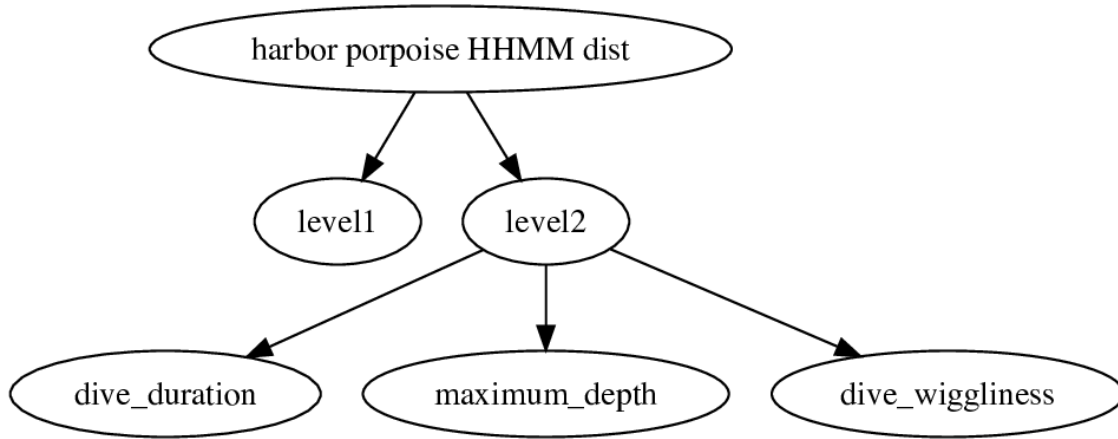 harbor porpoise HHMM dist
level1
level2
dive_duration
maximum_depth
dive_wiggliness